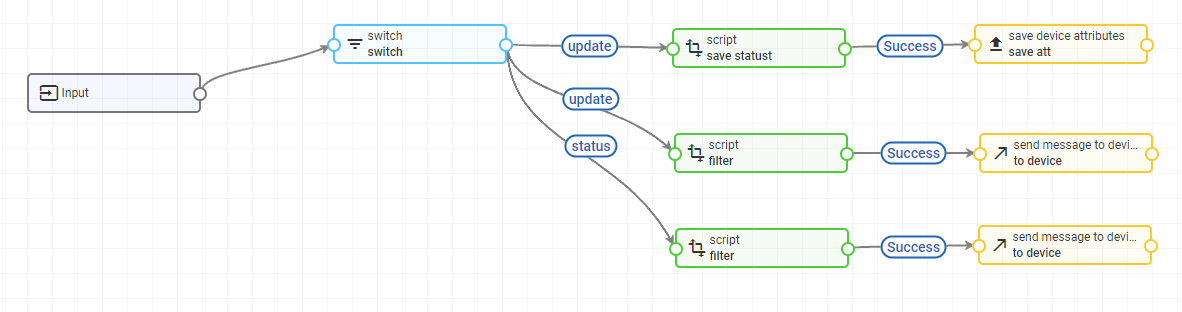 switch
switch
update
script
save statust
Success
save device attributes
save att
Input
update
script
filter
Success
send message to devi...
to device
status
script
filter
Success
send message to devi...
to device